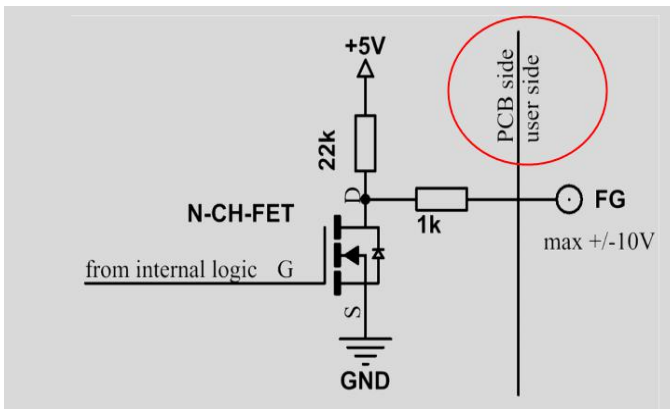 +5V
PCB side
user side
22k
D
N-CH-FET
1k
FG
max +/-10V
from internal logic G
S
GND